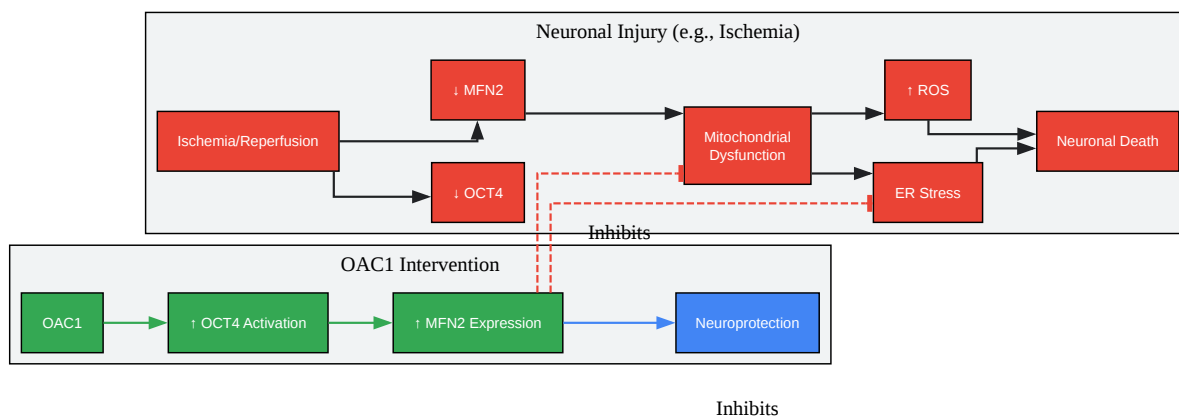 Neuronal Injury (e.g., Ischemia)
↓ MFN2
↑ ROS
Ischemia/Reperfusion
Mitochondrial
Dysfunction
Neuronal Death
↓ OCT4
ER Stress
Inhibits
OAC1 Intervention
OAC1
↑ OCT4 Activation
↑ MFN2 Expression
Neuroprotection
Inhibits